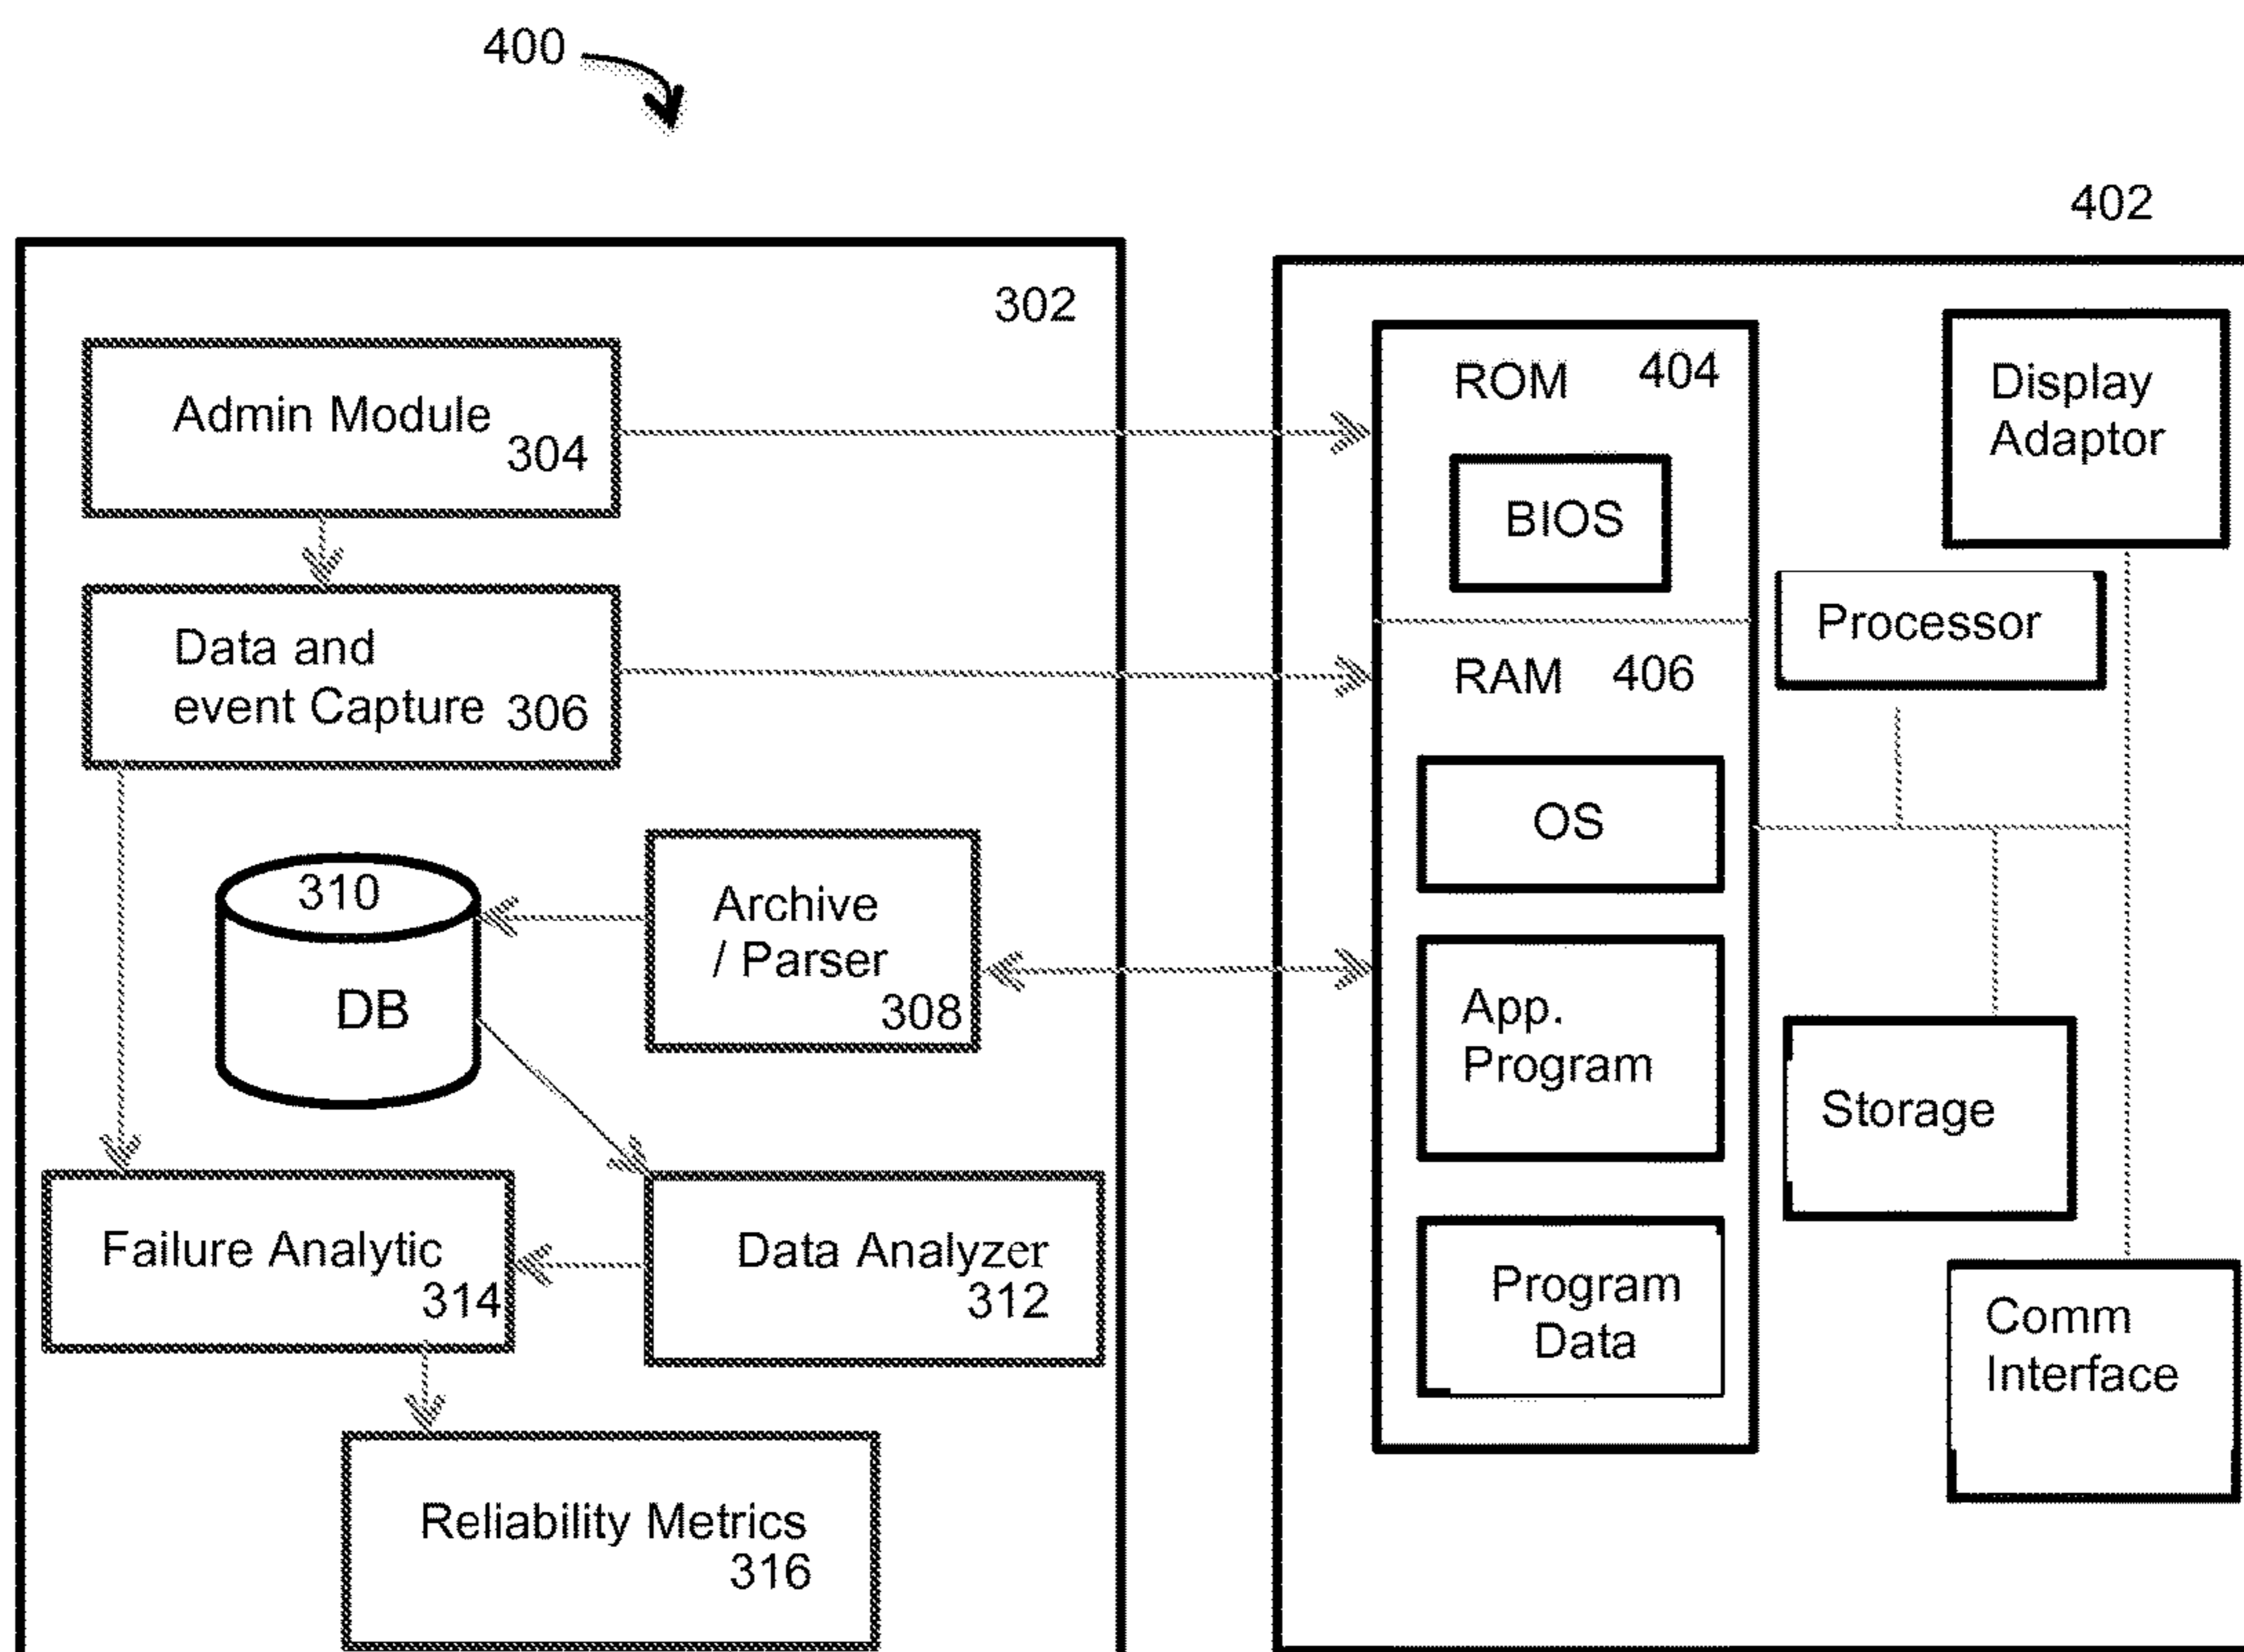 400
402
302
Admin Module
304
Data and
event Capture 306
310
DB
Archive
/ Parser
308
Failure Analytic
314
Data Analyzer
312
Reliability Metrics
316
ROM 404
BIOS
RAM 406
OS
App.
Program
Program
Data
Display
Adaptor
Processor
Storage
Comm
Interface